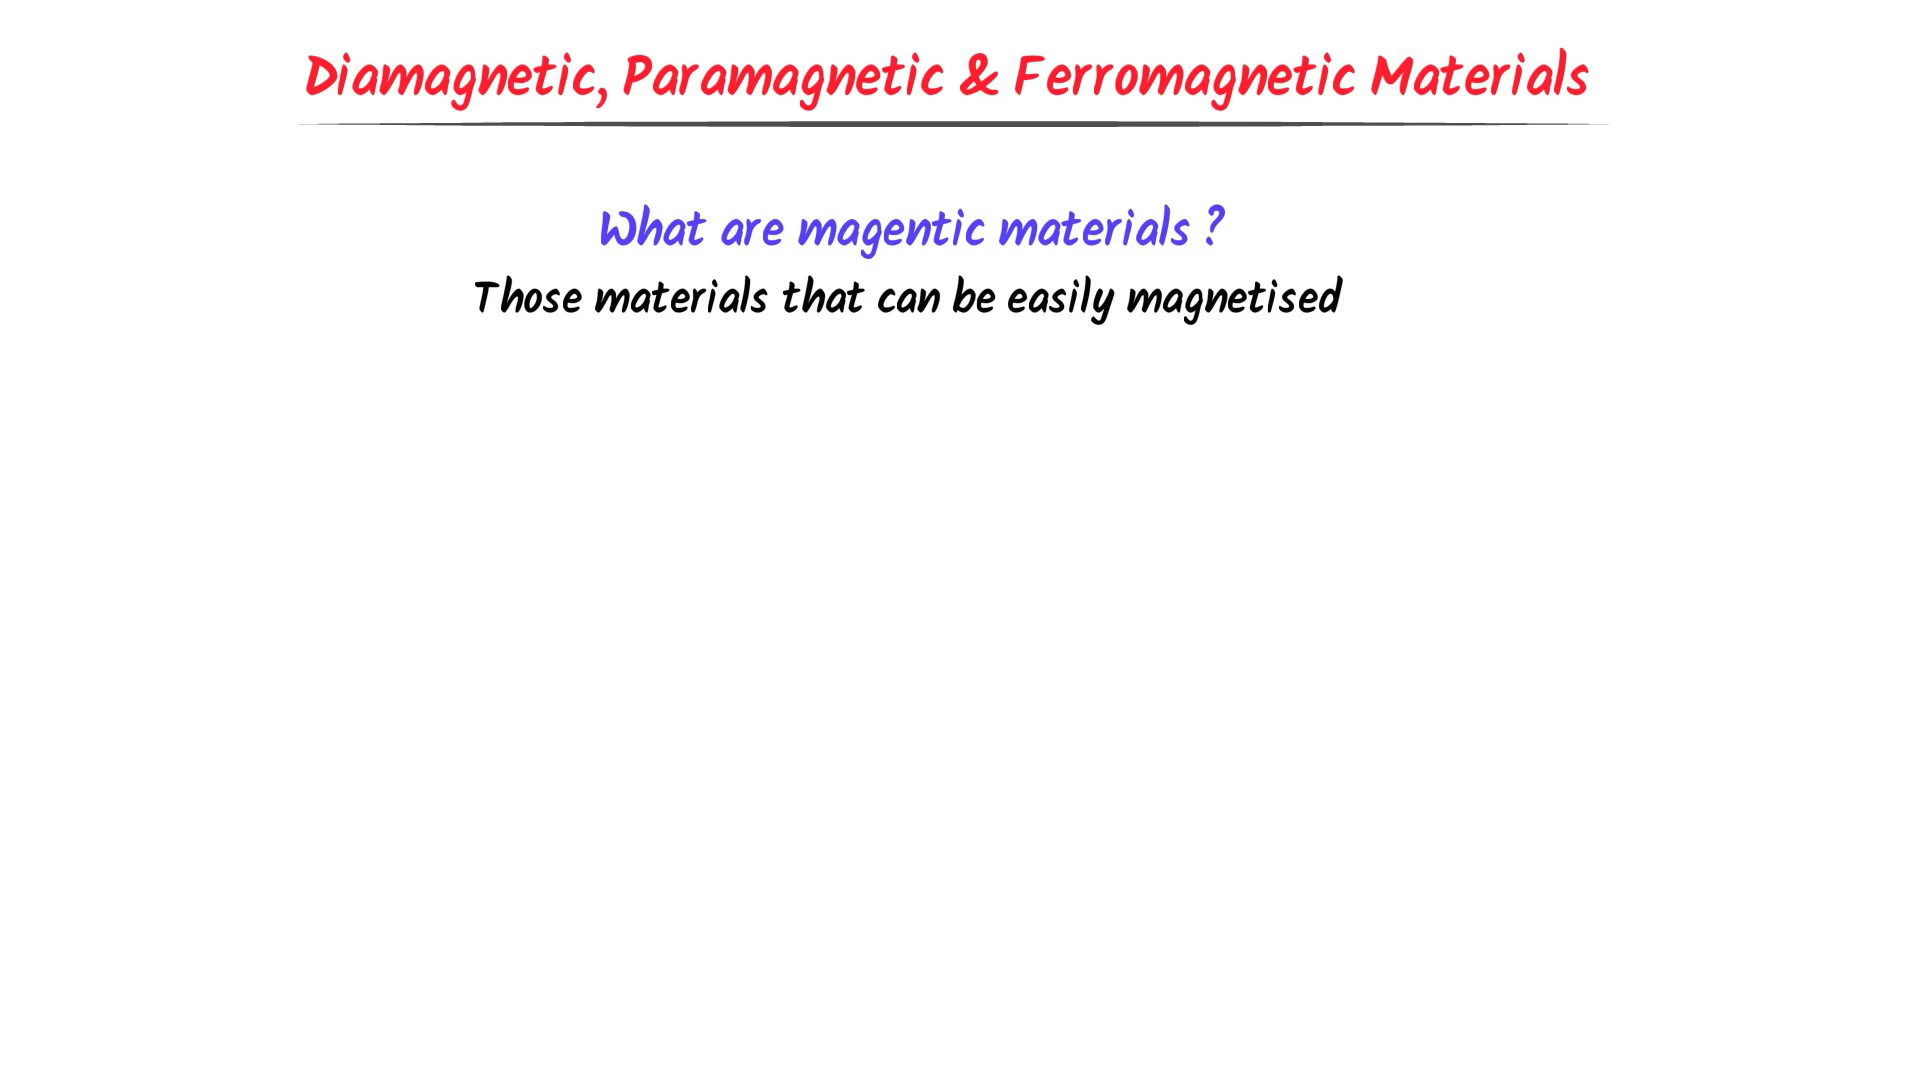 Diamagnetic, Paramagnetic & Ferromagnetic Materials
What are magentic materials ?
Those materials that can be easily magnetised